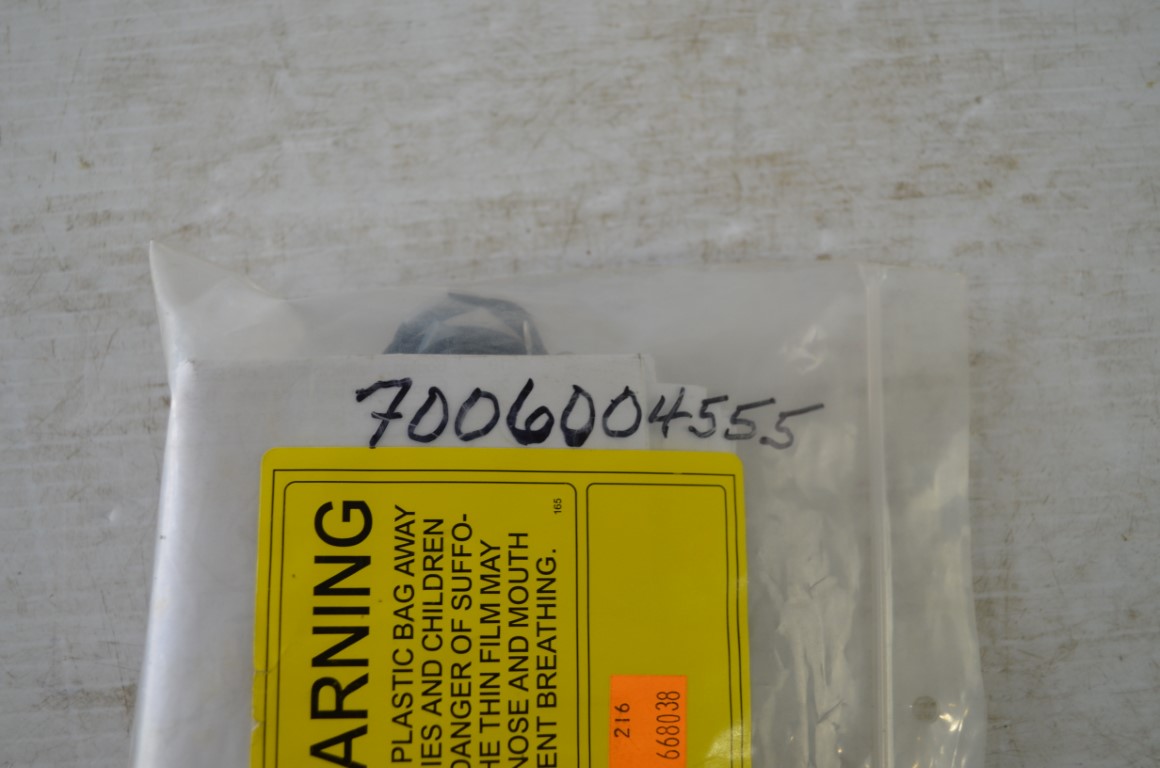 7006004555
ARNING
PLASTIC BAG AWAY
IES AND CHILDREN
DANGER OF SUFFO-
HE THIN FILM MAY
NOSE AND MOUTH
ENT BREATHING.
165
216
668038